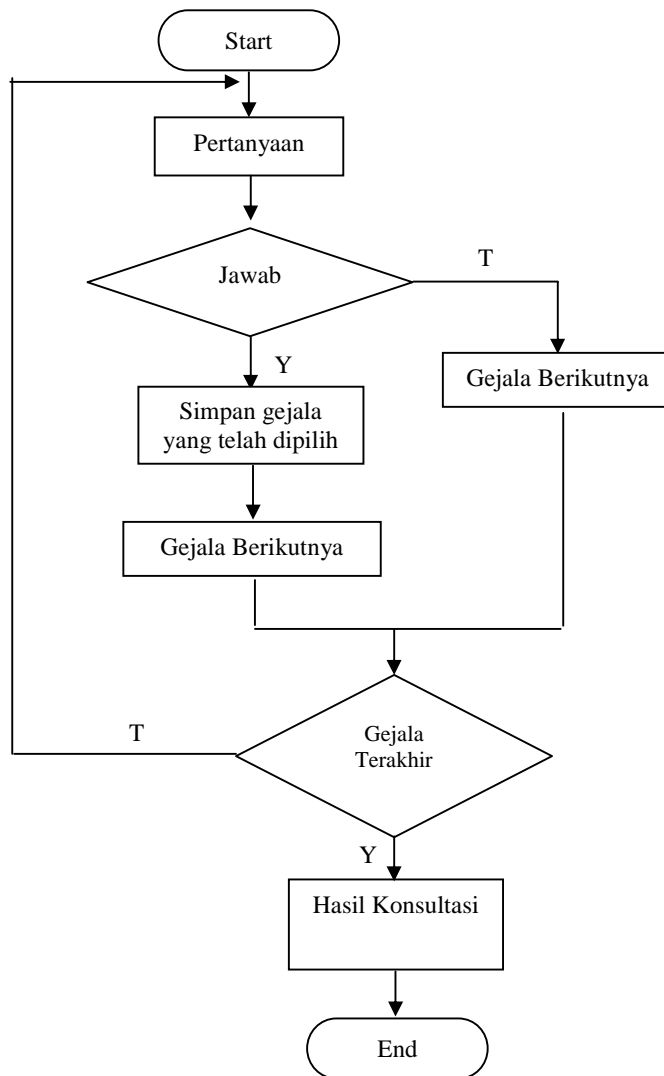 Start
Pertanyaan
Jawab
T
Y
Gejala Berikutnya
Simpan gejala
yang telah dipilih
Gejala Berikutnya
T
Gejala
Terakhir
Y
Hasil Konsultasi
End